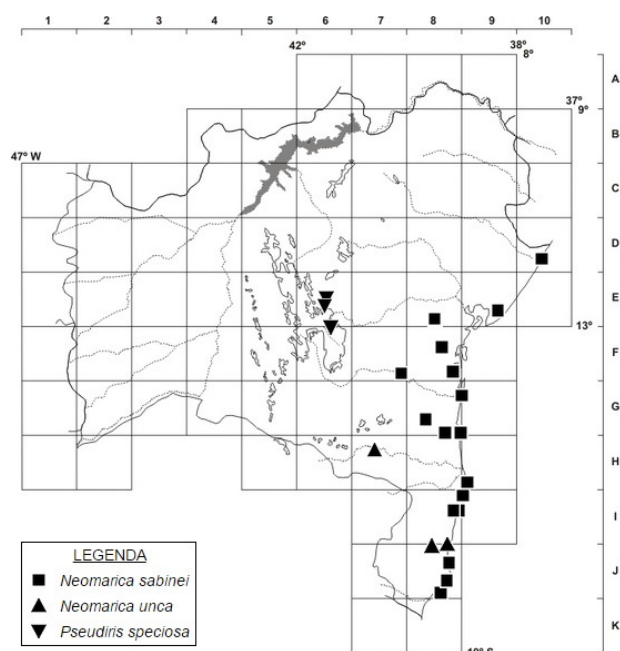 1 2 3 4 5 6 7 8 9 10
42° 38°
8°
A
37°
9°
B
47° W
C
D
E
13°
F
G
H
I
LEGENDA
Neomarica sabinei
J
Neomarica unca
Pseudiris speciosa
K